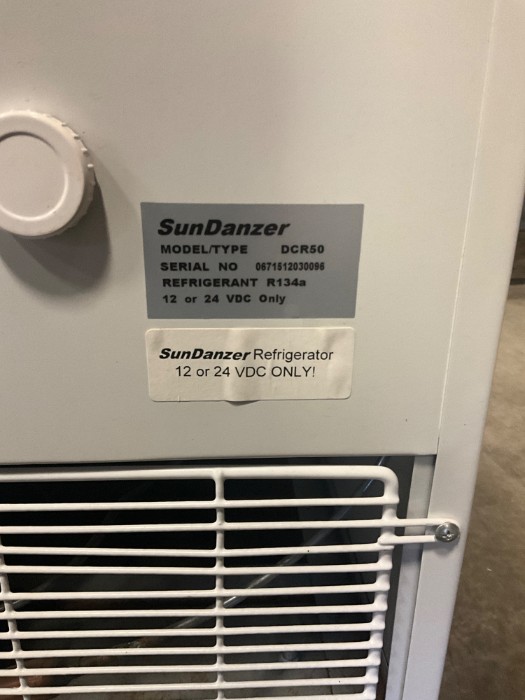 SunDanzer
MODEL/TYPE DCR50
SERIAL NO 0671512030096
REFRIGERANT R134a
12 or 24 VDC Only
SunDanzer Refrigerator
12 or 24 VDC ONLY!